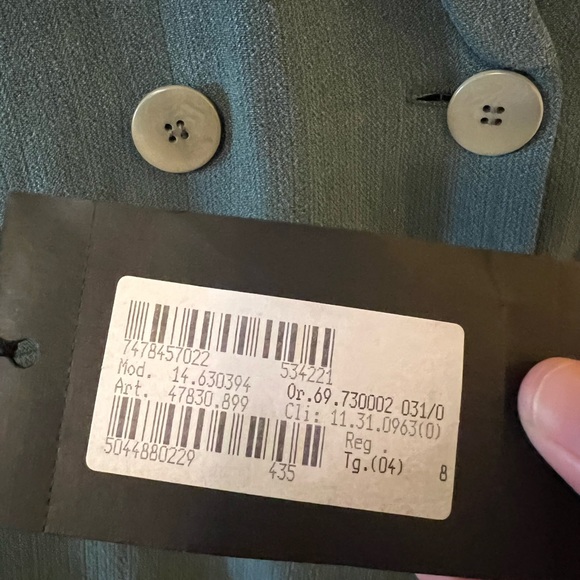 7478457022 534221
Mod. 14.630394 Or.69.730002 031/0
Art. 47830.899 Cli: 11.31.0963(0)
Reg .
5044880229 435 Tg.(04) 8